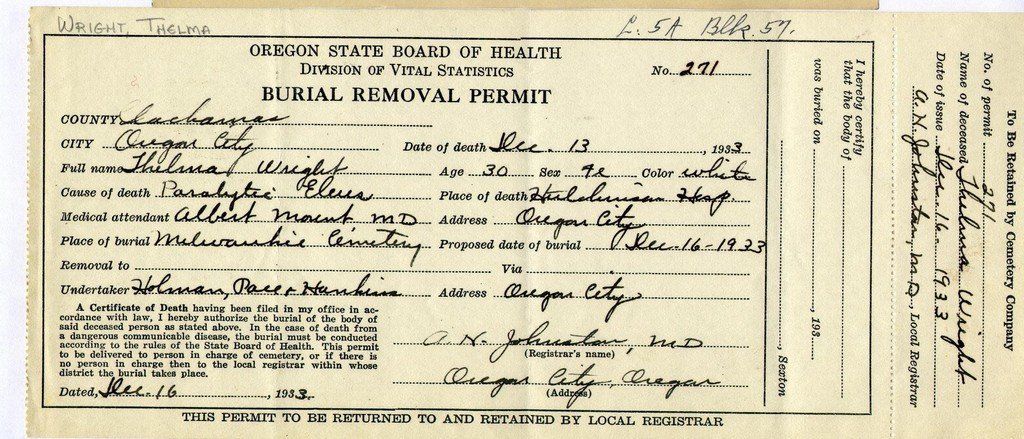 WRIGHT, THELMA
L. 5A Blk. 57.
OREGON STATE BOARD OF HEALTH
DIVISION OF VITAL STATISTICS
No. 271
BURIAL REMOVAL PERMIT
COUNTY Clackamas
CITY Oregon City Date of death Dec. 13, 1933
Full name Thelma Wright Age 30 Sex Fe Color white
Cause of death Paralytic Eleus Place of death Hutchinson Hosp.
Medical attendant Albert Mount MD Address Oregon City
Place of burial Milwaukie Cemetery Proposed date of burial Dec-16-1933
Removal to Via
Undertaker Holman, Pace & Hankins Address Oregon City
A Certificate of Death having been filed in my office in ac-
cordance with law, I hereby authorize the burial of the body of
said deceased person as stated above. In the case of death from
a dangerous communicable disease, the burial must be conducted
according to the rules of the State Board of Health. This permit
to be delivered to person in charge of cemetery, or if there is
no person in charge then to the local registrar within whose
district the burial takes place.
Dated, Dec. 16 1933.
A. N. Johnston, MD
(Registrar's name)
Oregon City, Oregon
(Address)
THIS PERMIT TO BE RETURNED TO AND RETAINED BY LOCAL REGISTRAR
I hereby certify
that the body of
was buried on , 193
, Sexton
To Be Retained by Cemetery Company
No. of permit 271
Name of deceased Thelma Wright
Date of issue Dec-16-1933
A. N. Johnston, M.D. Local Registrar